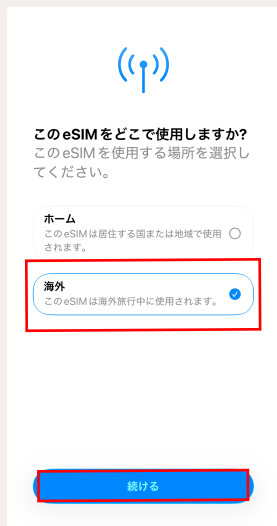 このeSIMをどこで使用しますか?
このeSIMを使用する場所を選択し
てください。
ホーム
このeSIMは居住する国または地域で使用
されます。
海外
このeSIMは海外旅行中に使用されます。
続ける